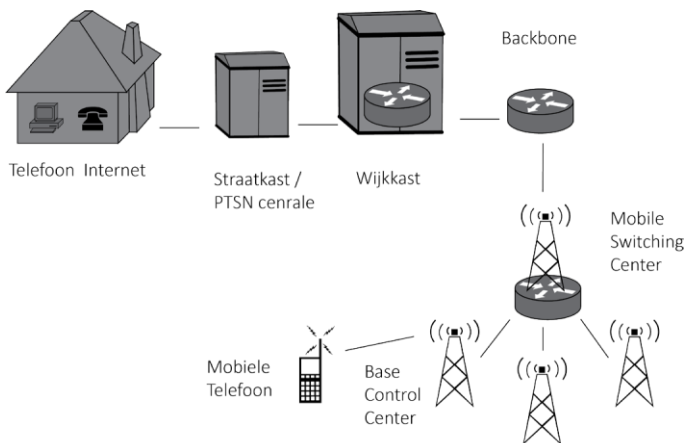 Backbone
Telefoon Internet
Straatkast /
PTSN cenrale
Wijkkast
Mobile
Switching
Center
Mobiele
Telefoon
Base
Control
Center